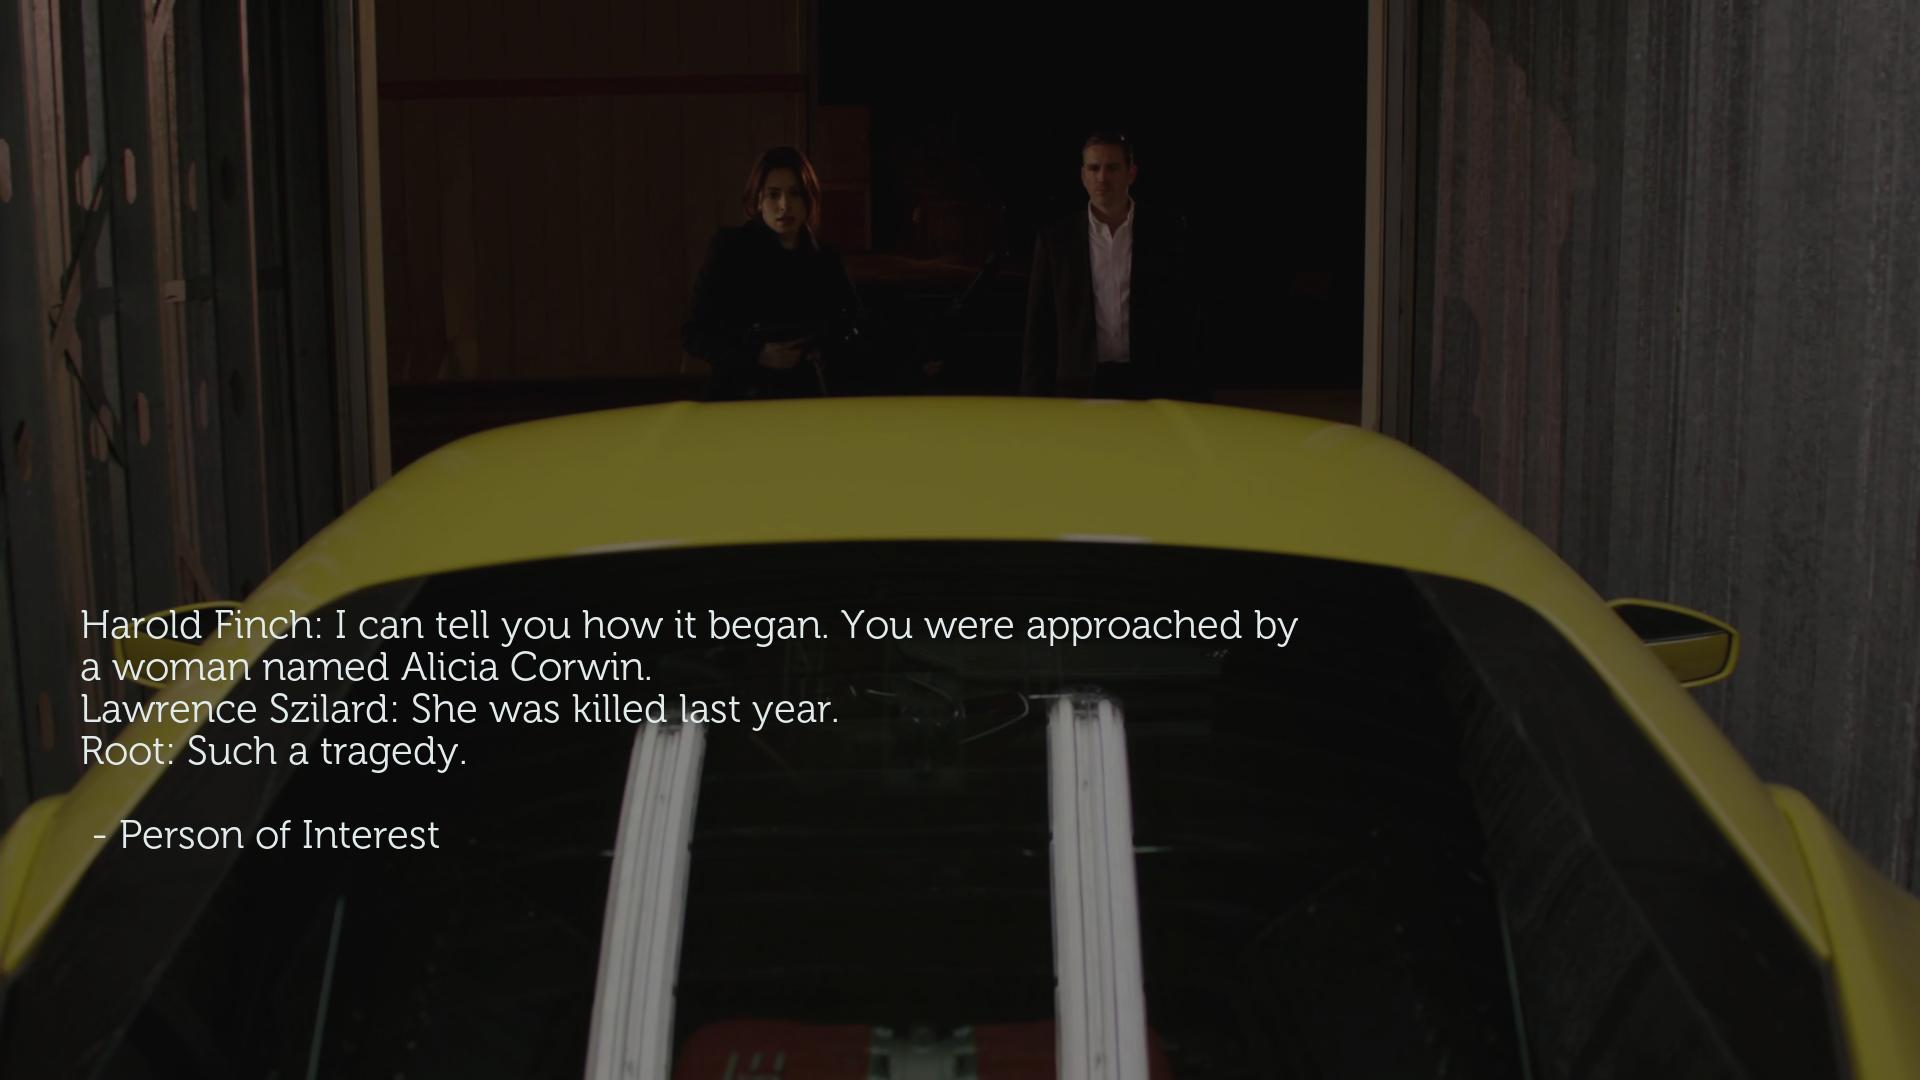 Harold Finch: I can tell you how it began. You were approached by
a woman named Alicia Corwin.
Lawrence Szilard: She was killed last year.
Root: Such a tragedy.
- Person of Interest